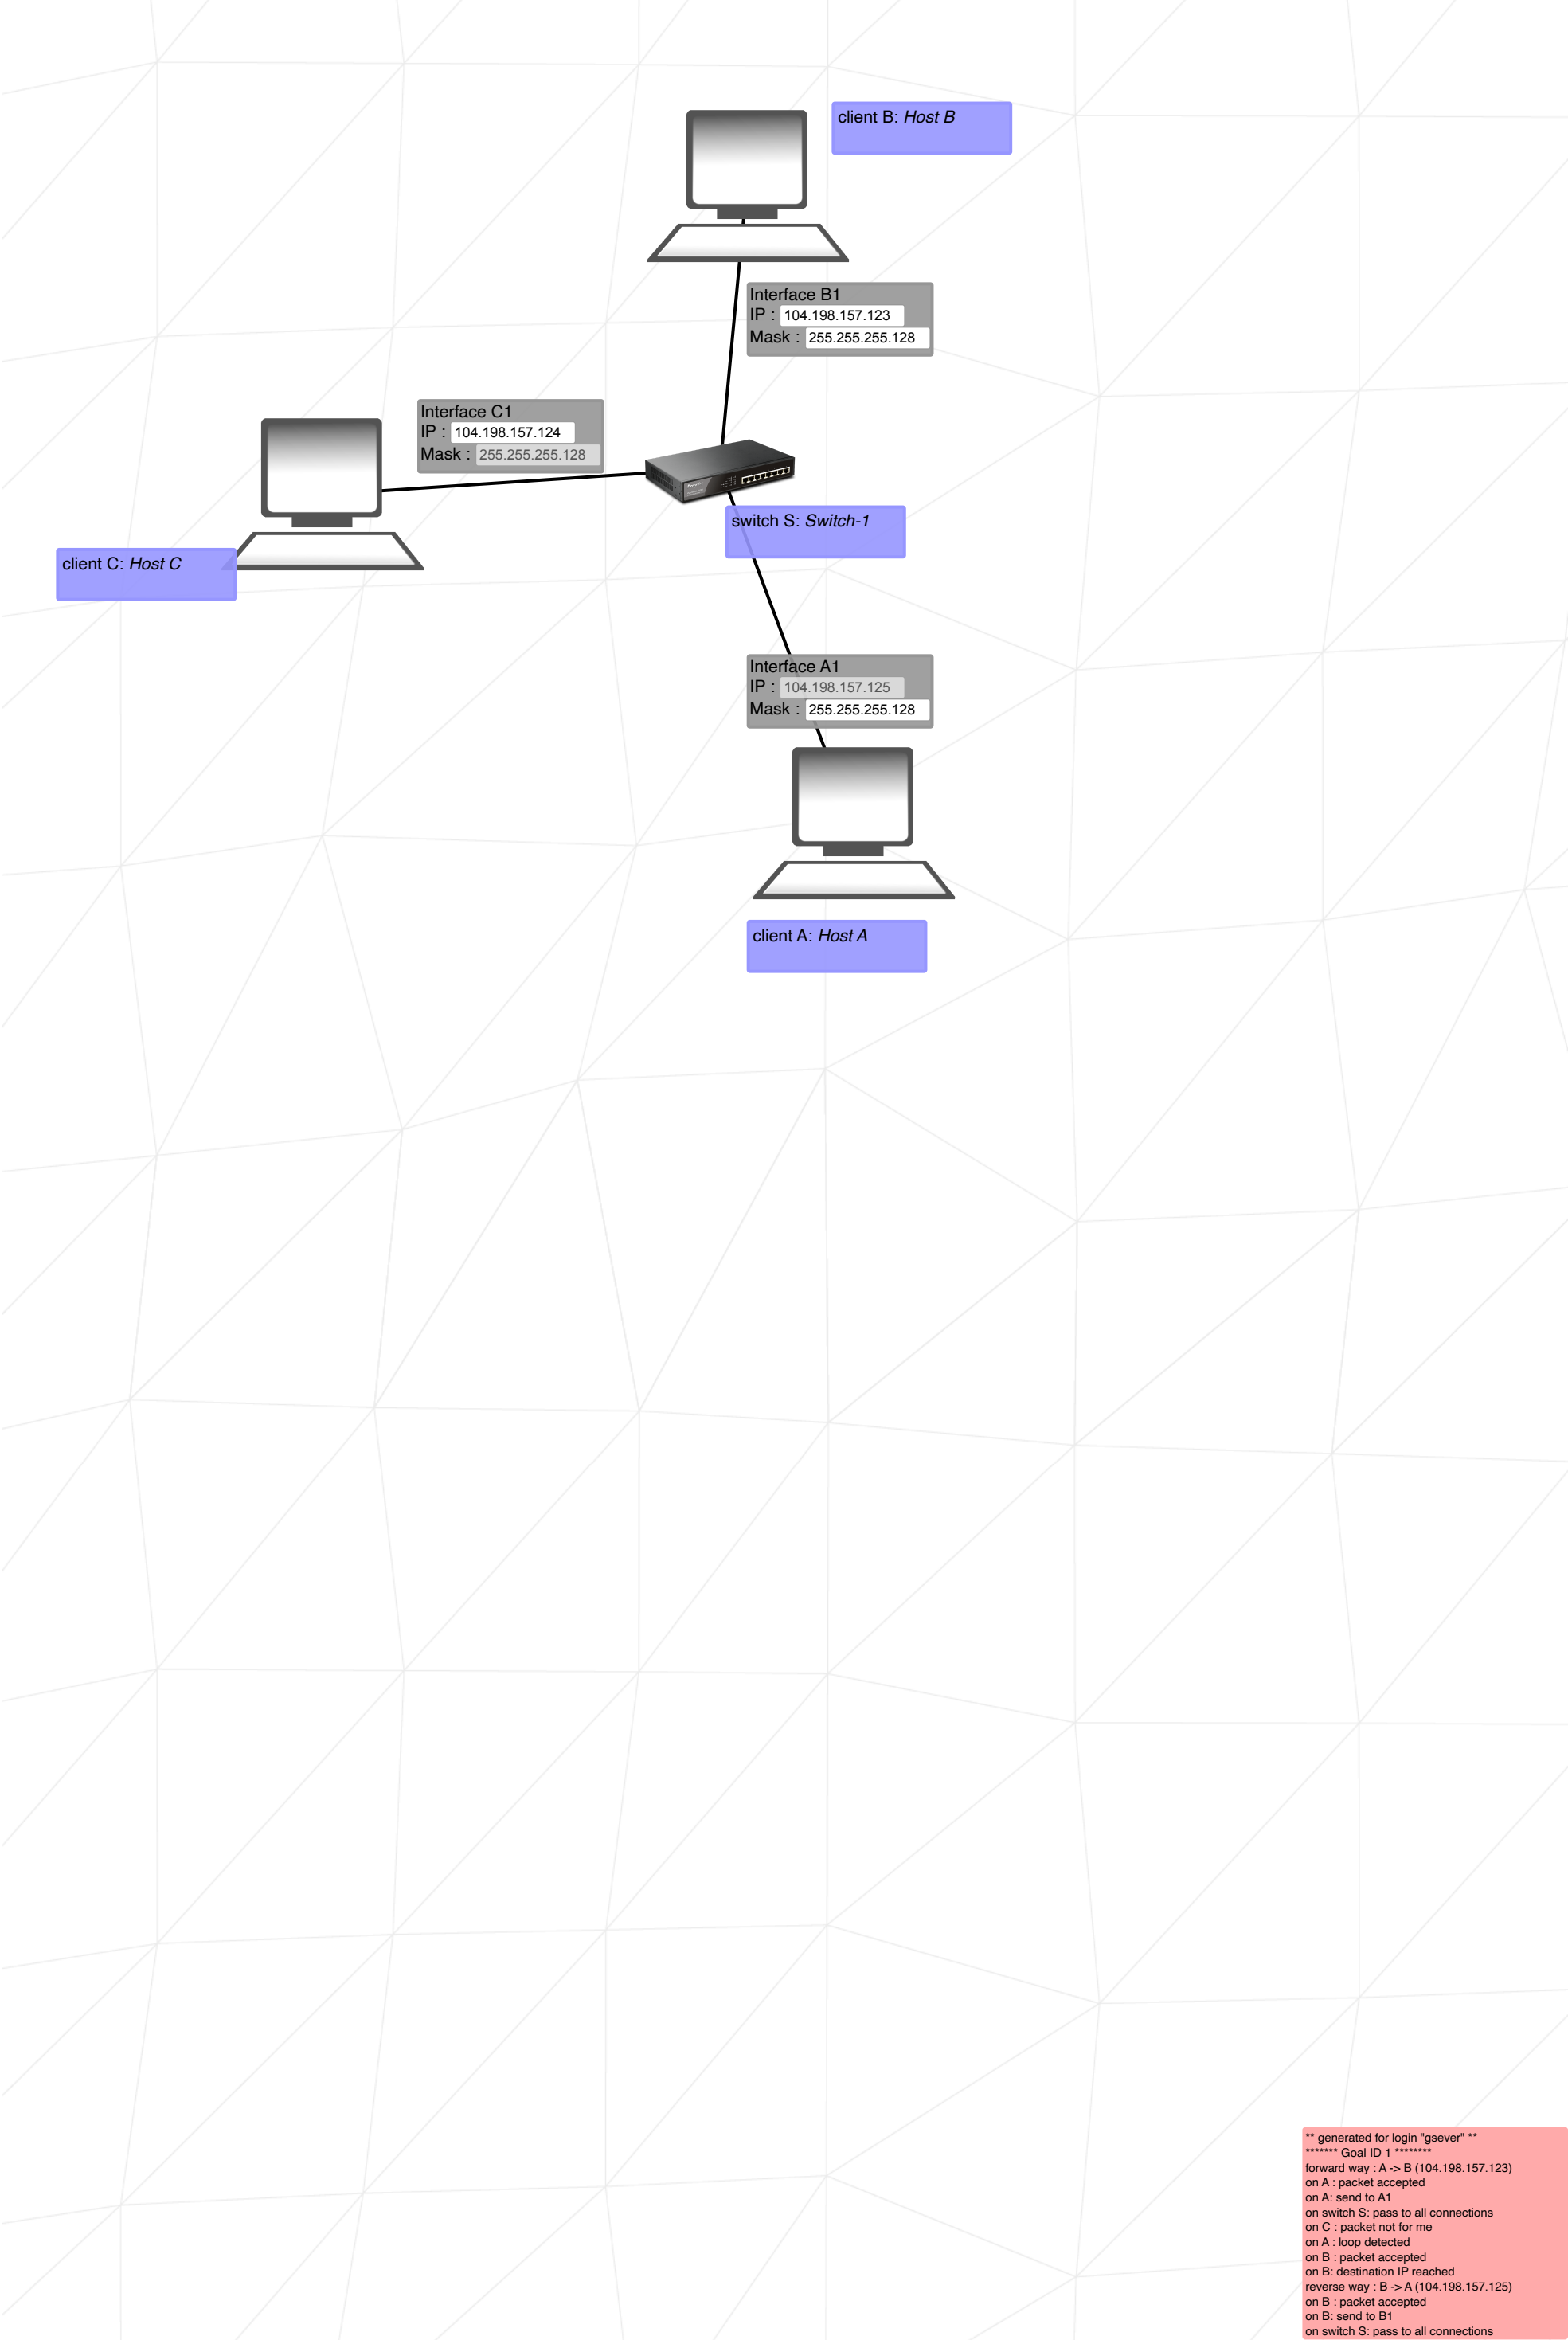 client B: Host B
Interface B1
IP : 104.198.157.123
Mask : 255.255.255.128
Interface C1
IP : 104.198.157.124
Mask : 255.255.255.128
switch S: Switch-1
client C: Host C
Interface A1
IP : 104.198.157.125
Mask : 255.255.255.128
client A: Host A
** generated for login "gsever" **
******* Goal ID 1 ********
forward way : A -> B (104.198.157.123)
on A : packet accepted
on A: send to A1
on switch S: pass to all connections
on C : packet not for me
on A : loop detected
on B : packet accepted
on B: destination IP reached
reverse way : B -> A (104.198.157.125)
on B : packet accepted
on B: send to B1
on switch S: pass to all connections